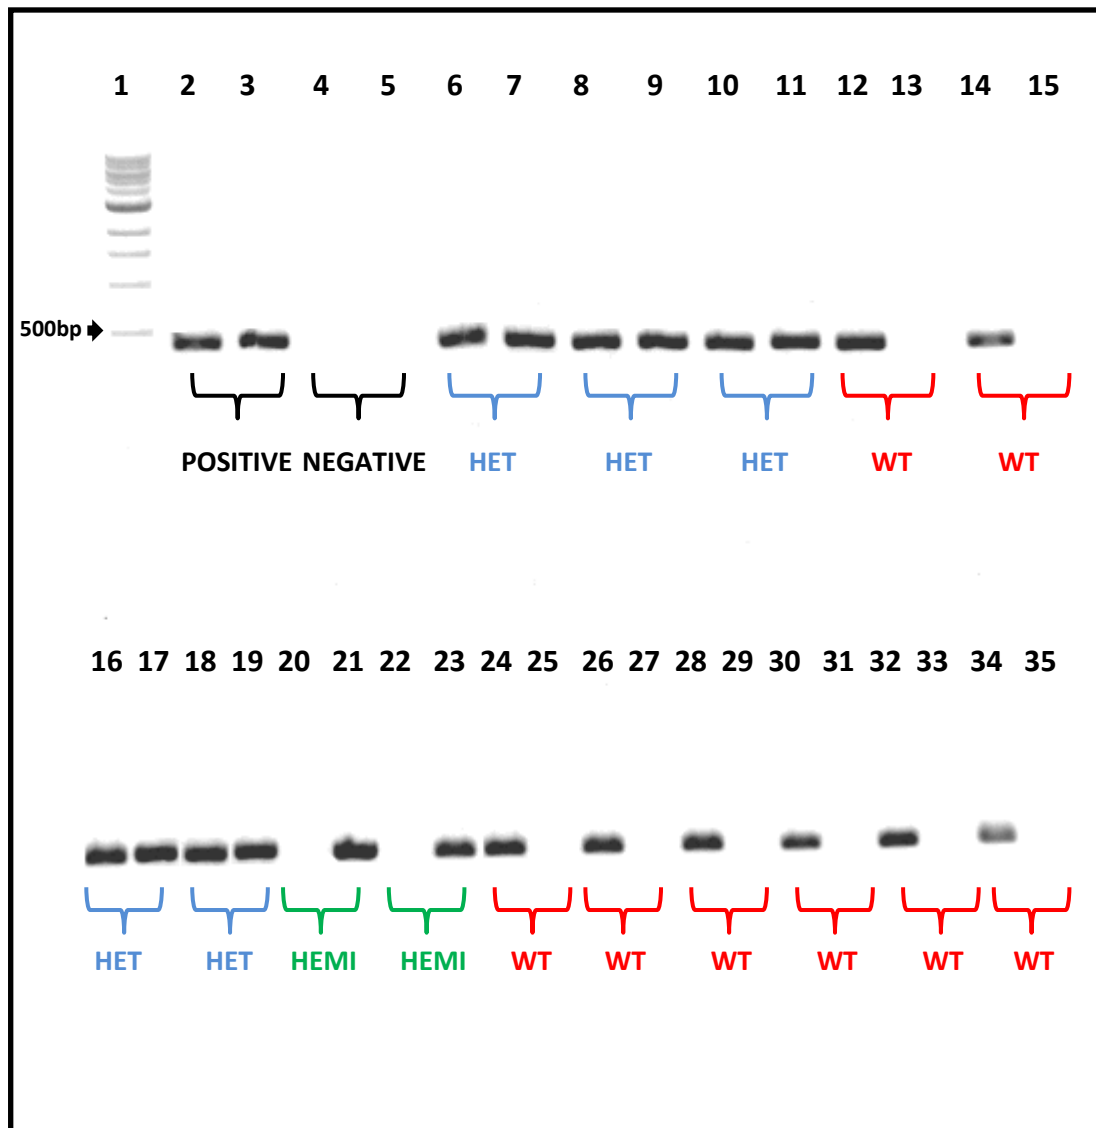 1 2 3 4 5 6 7 8 9 10 11 12 13 14 15
500bp
POSITIVE NEGATIVE HET HET HET WT WT
16 17 18 19 20 21 22 23 24 25 26 27 28 29 30 31 32 33 34 35
HET HET HEMI HEMI WT WT WT WT WT WT